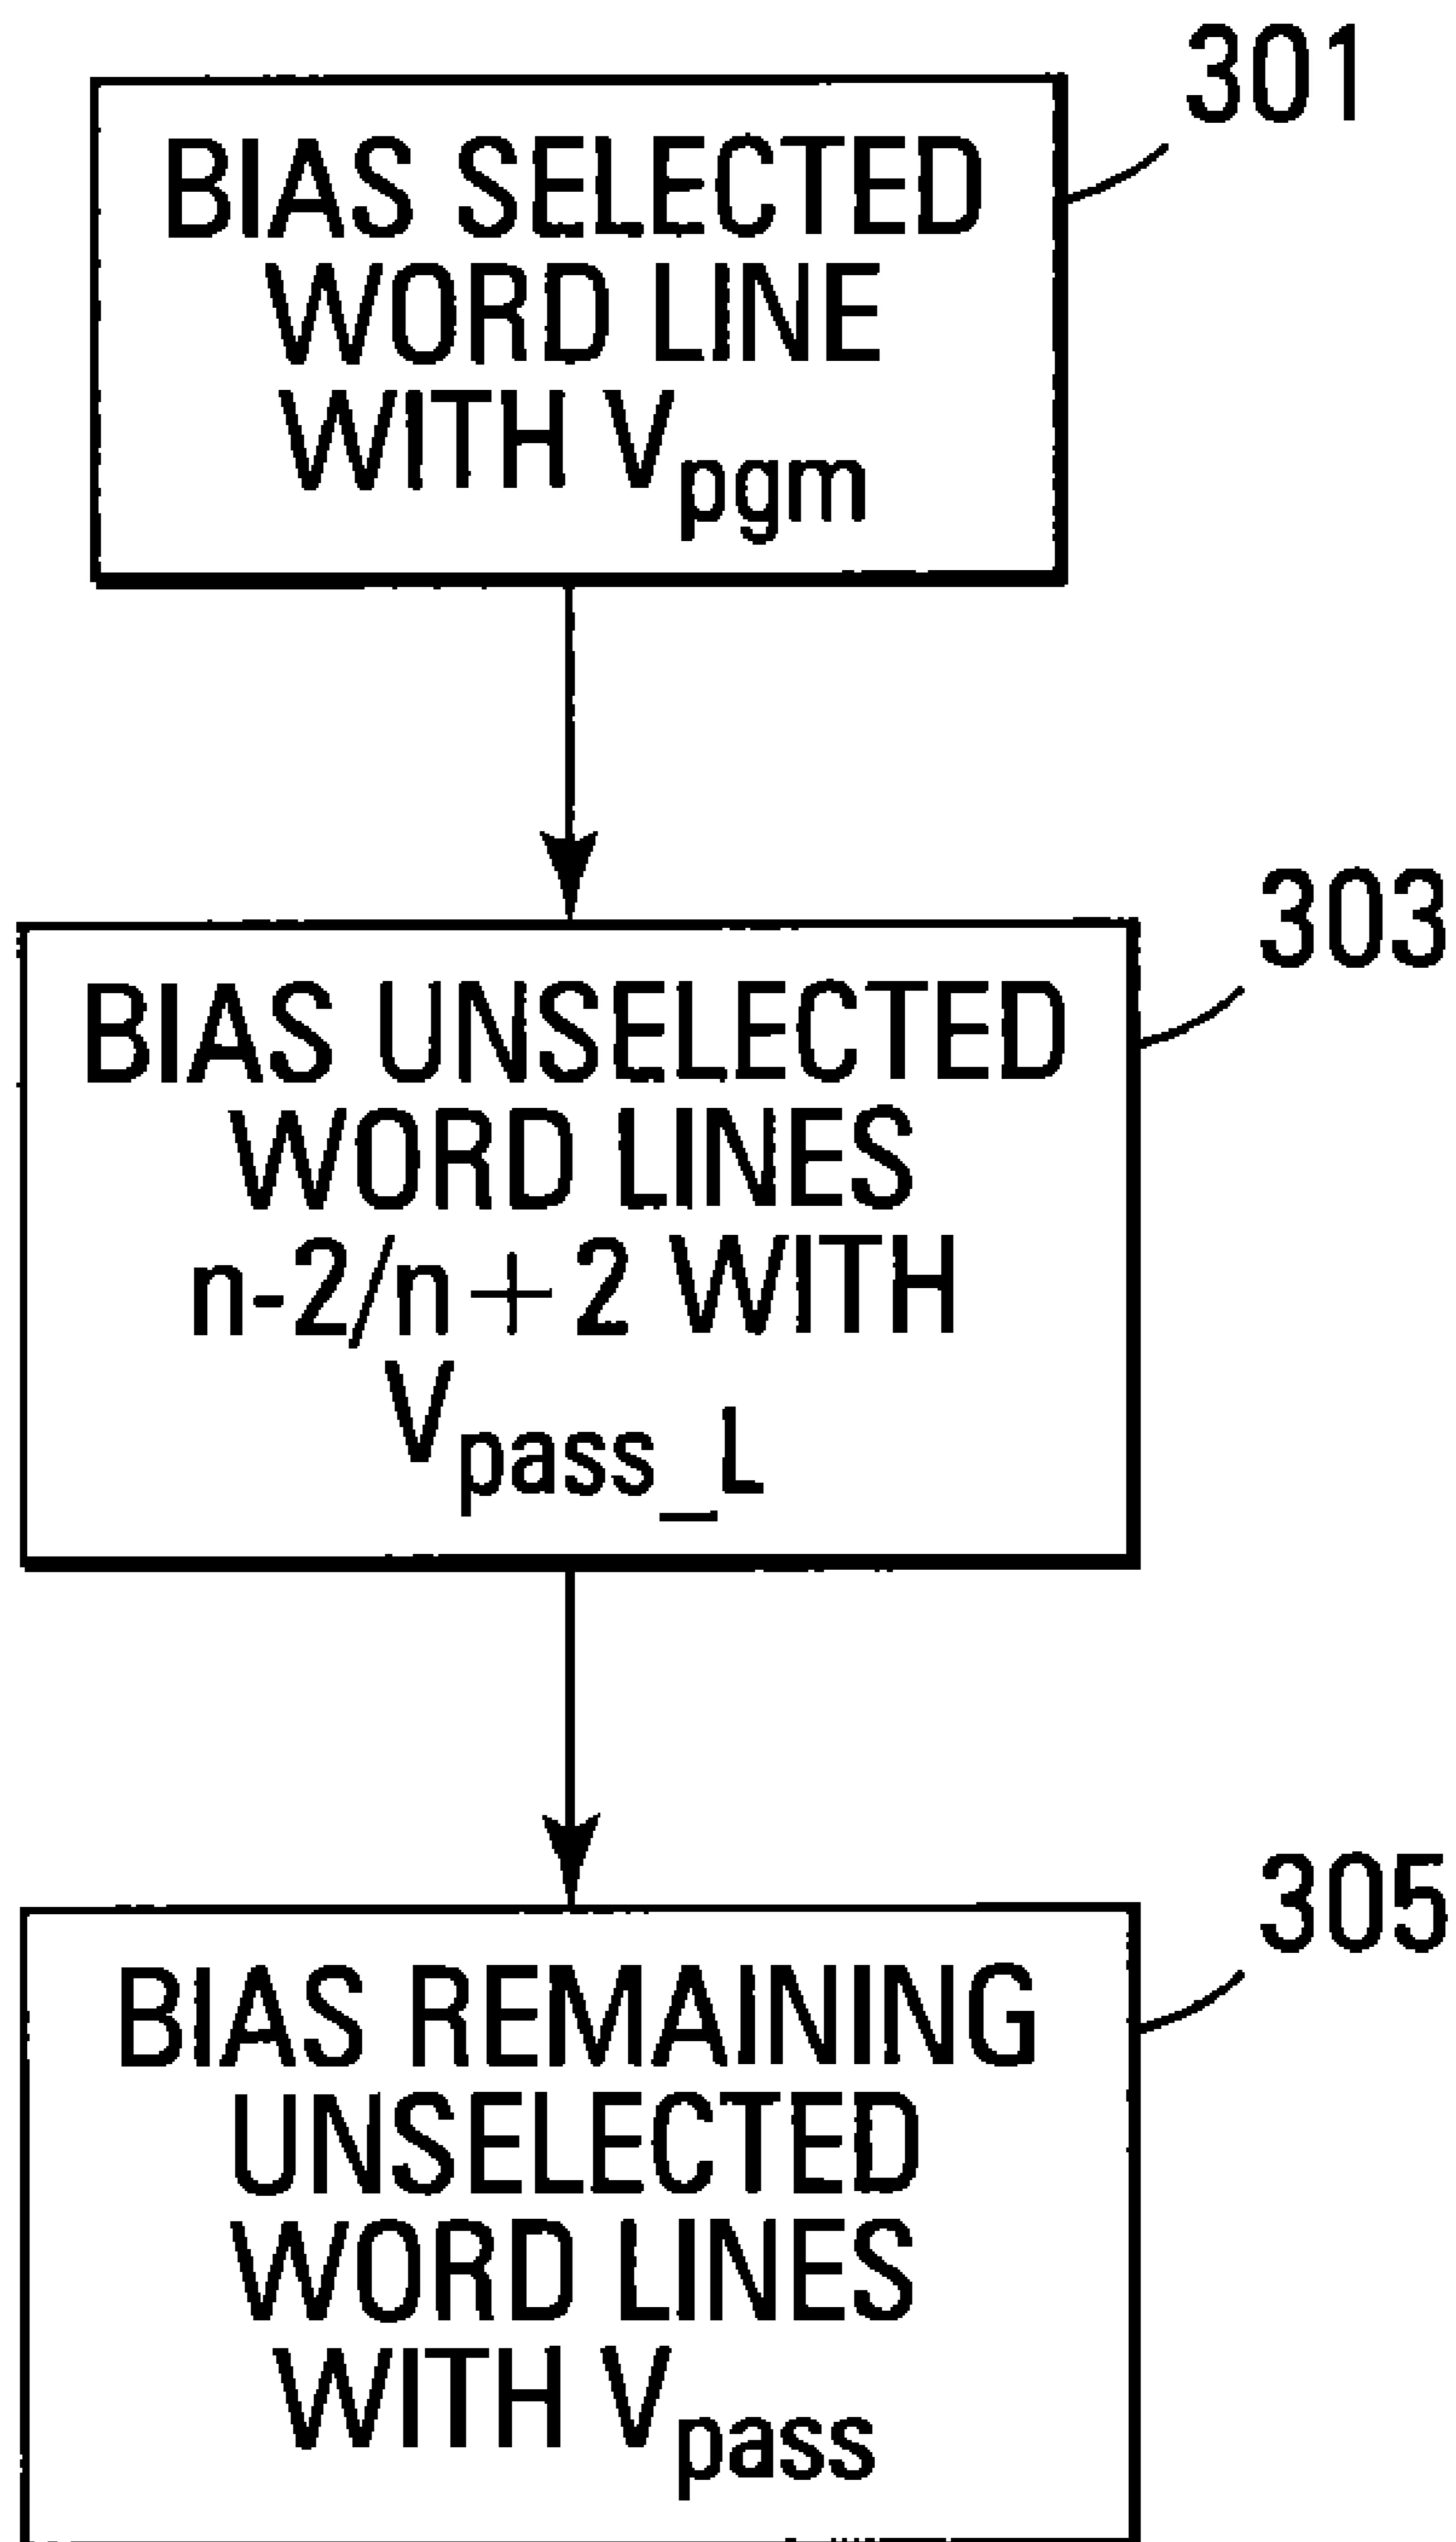 301
BIAS SELECTED
WORD LINE
WITH Vpgm
303
BIAS UNSELECTED
WORD LINES
n-2/n+2 WITH
Vpass_L
305
BIAS REMAINING
UNSELECTED
WORD LINES
WITH Vpass